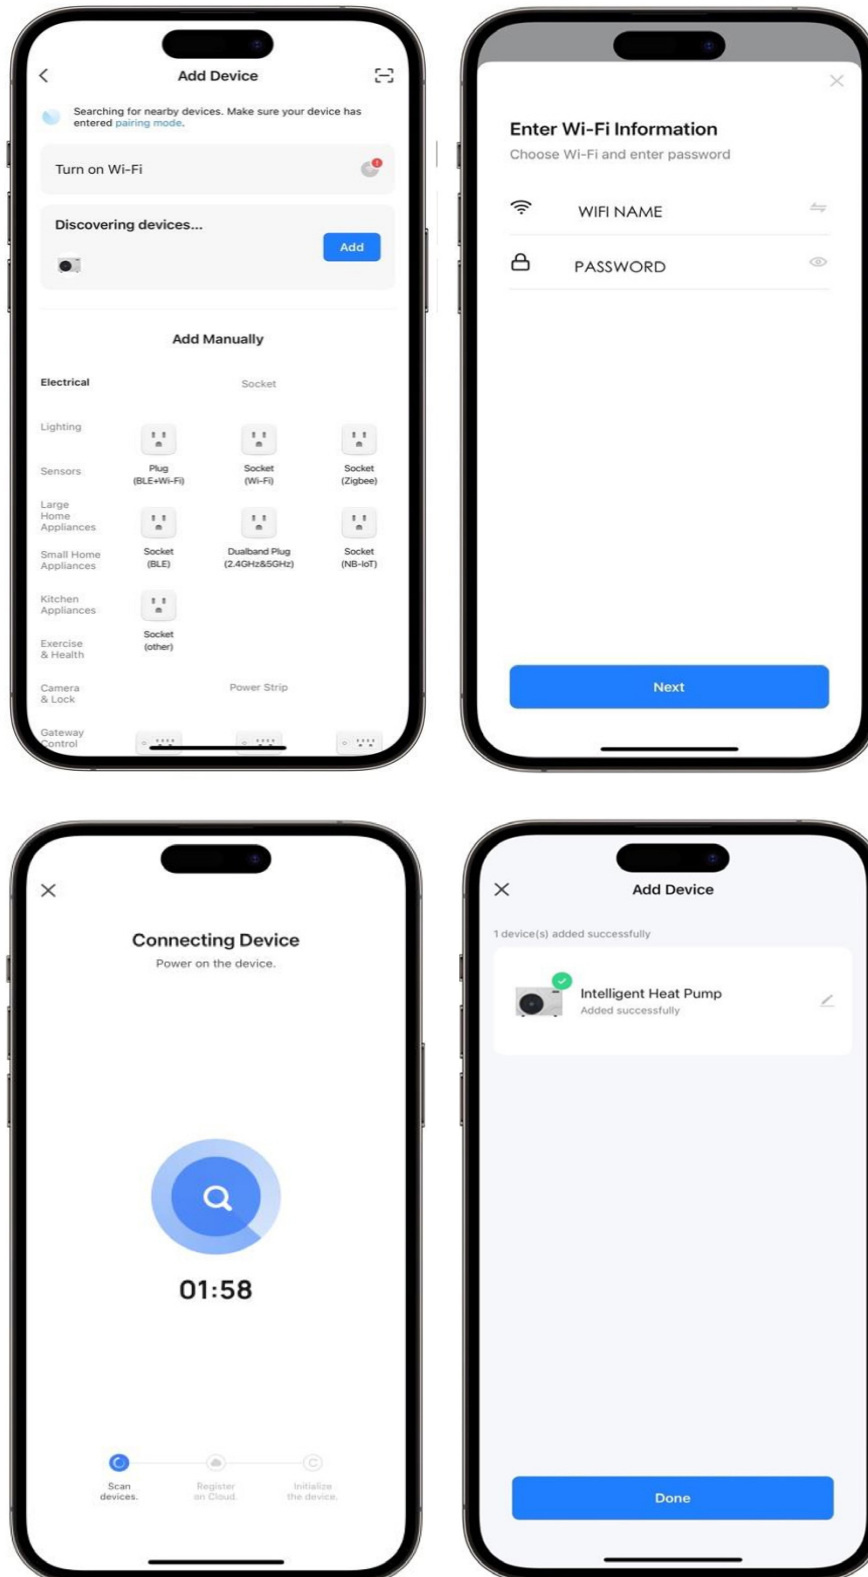 Add Device
Searching for nearby devices. Make sure your device has
entered pairing mode.
Turn on Wi-Fi
Discovering devices...
Add
Add Manually
Electrical
Socket
Lighting
Sensors
Large
Home
Appliances
Small Home
Appliances
Kitchen
Appliances
Exercise
& Health
Camera
& Lock
Gateway
Control
Plug
(BLE+Wi-Fi)
Socket
(Wi-Fi)
Socket
(Zigbee)
Socket
(BLE)
Dualband Plug
(2.4GHz&5GHz)
Socket
(NB-IoT)
Socket
(other)
Power Strip
Enter Wi-Fi Information
Choose Wi-Fi and enter password
WIFI NAME
PASSWORD
Next
Connecting Device
Power on the device.
01:58
Scan
devices.
Register
on Cloud.
Initialize
the device.
Add Device
1 device(s) added successfully
Intelligent Heat Pump
Added successfully
Done